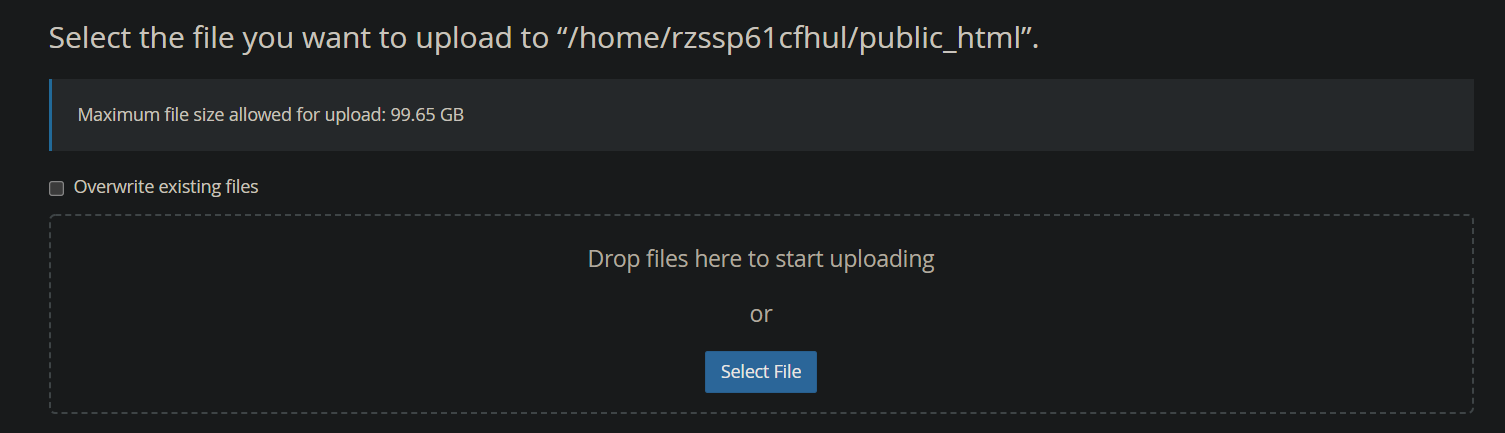 Select the file you want to upload to “/home/rzssp61cfhul/public_html”.
Maximum file size allowed for upload: 99.65 GB
Overwrite existing files
Drop files here to start uploading
or
Select File